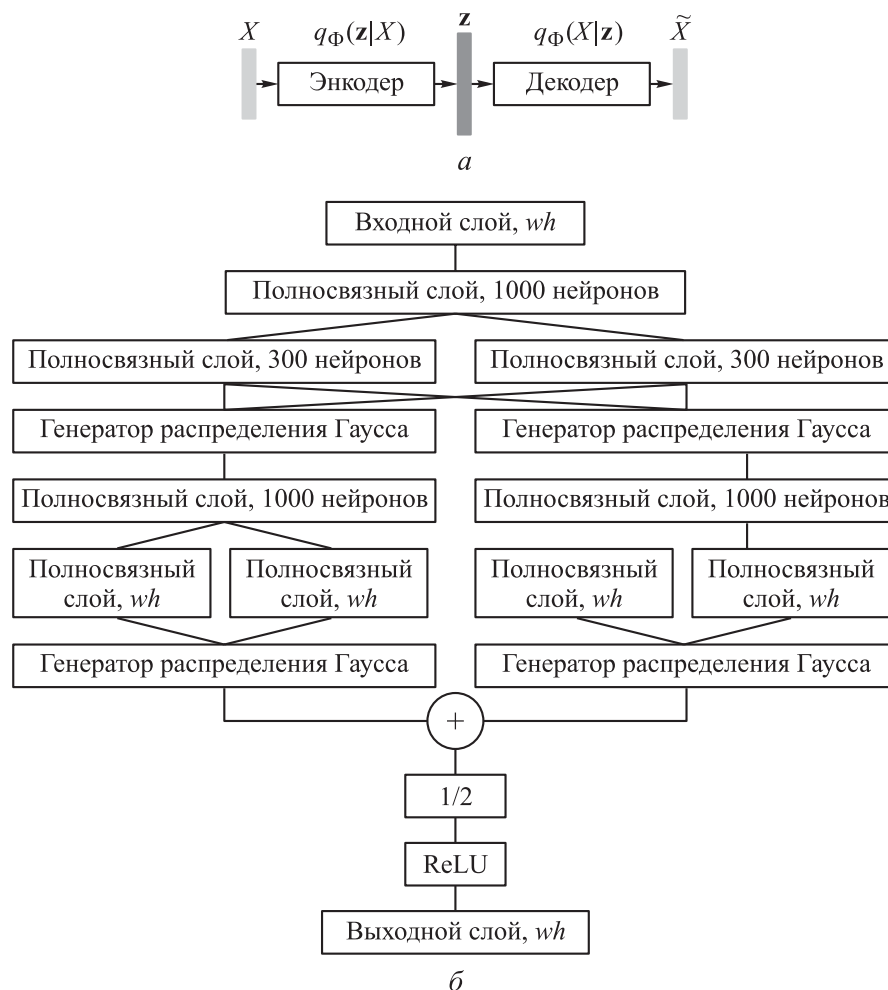 X qΦ(z|X) z qΦ(X|z) X̃
Энкодер Декодер
а
Входной слой, wh
Полносвязный слой, 1000 нейронов
Полносвязный слой, 300 нейронов Полносвязный слой, 300 нейронов
Генератор распределения Гаусса Генератор распределения Гаусса
Полносвязный слой, 1000 нейронов Полносвязный слой, 1000 нейронов
Полносвязный Полносвязный Полносвязный Полносвязный
слой, wh слой, wh слой, wh слой, wh
Генератор распределения Гаусса Генератор распределения Гаусса
+
1/2
ReLU
Выходной слой, wh
б